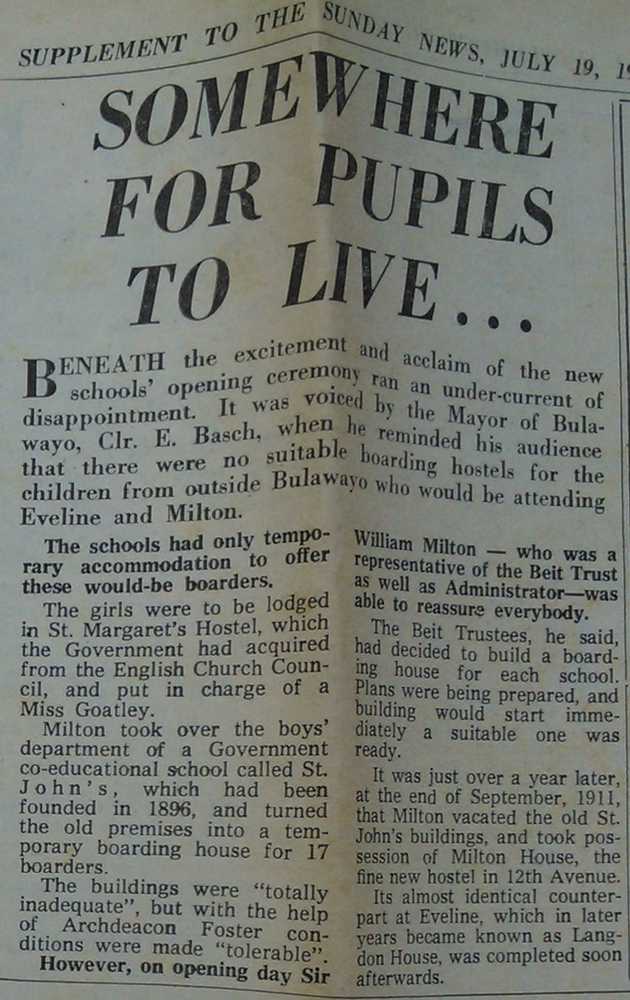 SUPPLEMENT TO THE SUNDAY NEWS, JULY 19,
SOMEWHERE
FOR PUPILS
TO LIVE...
BENEATH the excitement and acclaim of the new
schools' opening ceremony ran an under-current of
disappointment. It was voiced by the Mayor of Bula-
wayo, Clr. E. Basch, when he reminded his audience
that there were no suitable boarding hostels for the
children from outside Bulawayo who would be attending
Eveline and Milton.
The schools had only tempo-
rary accommodation to offer
these would-be boarders.
The girls were to be lodged
in St. Margaret's Hostel, which
the Government had acquired
from the English Church Coun-
cil, and put in charge of a
Miss Goatley.
Milton took over the boys'
department of a Government
co-educational school called St.
John's, which had been
founded in 1896, and turned
the old premises into a tem-
porary boarding house for 17
boarders.
The buildings were "totally
inadequate", but with the help
of Archdeacon Foster con-
ditions were made "tolerable".
However, on opening day Sir
William Milton — who was a
representative of the Beit Trust
as well as Administrator—was
able to reassure everybody.
The Beit Trustees, he said,
had decided to build a board-
ing house for each school.
Plans were being prepared, and
building would start imme-
diately a suitable one was
ready.
It was just over a year later,
at the end of September, 1911,
that Milton vacated the old St.
John's buildings, and took pos-
session of Milton House, the
fine new hostel in 12th Avenue.
Its almost identical counter-
part at Eveline, which in later
years became known as Lang-
don House, was completed soon
afterwards.